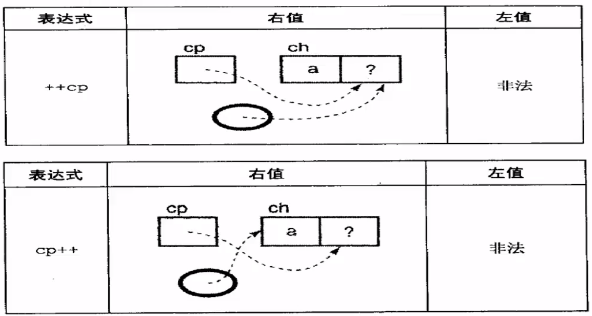 表达式 右值 左值
cp ch
a ?
++cp 非法
表达式 右值 左值
cp ch
a ?
cp++ 非法